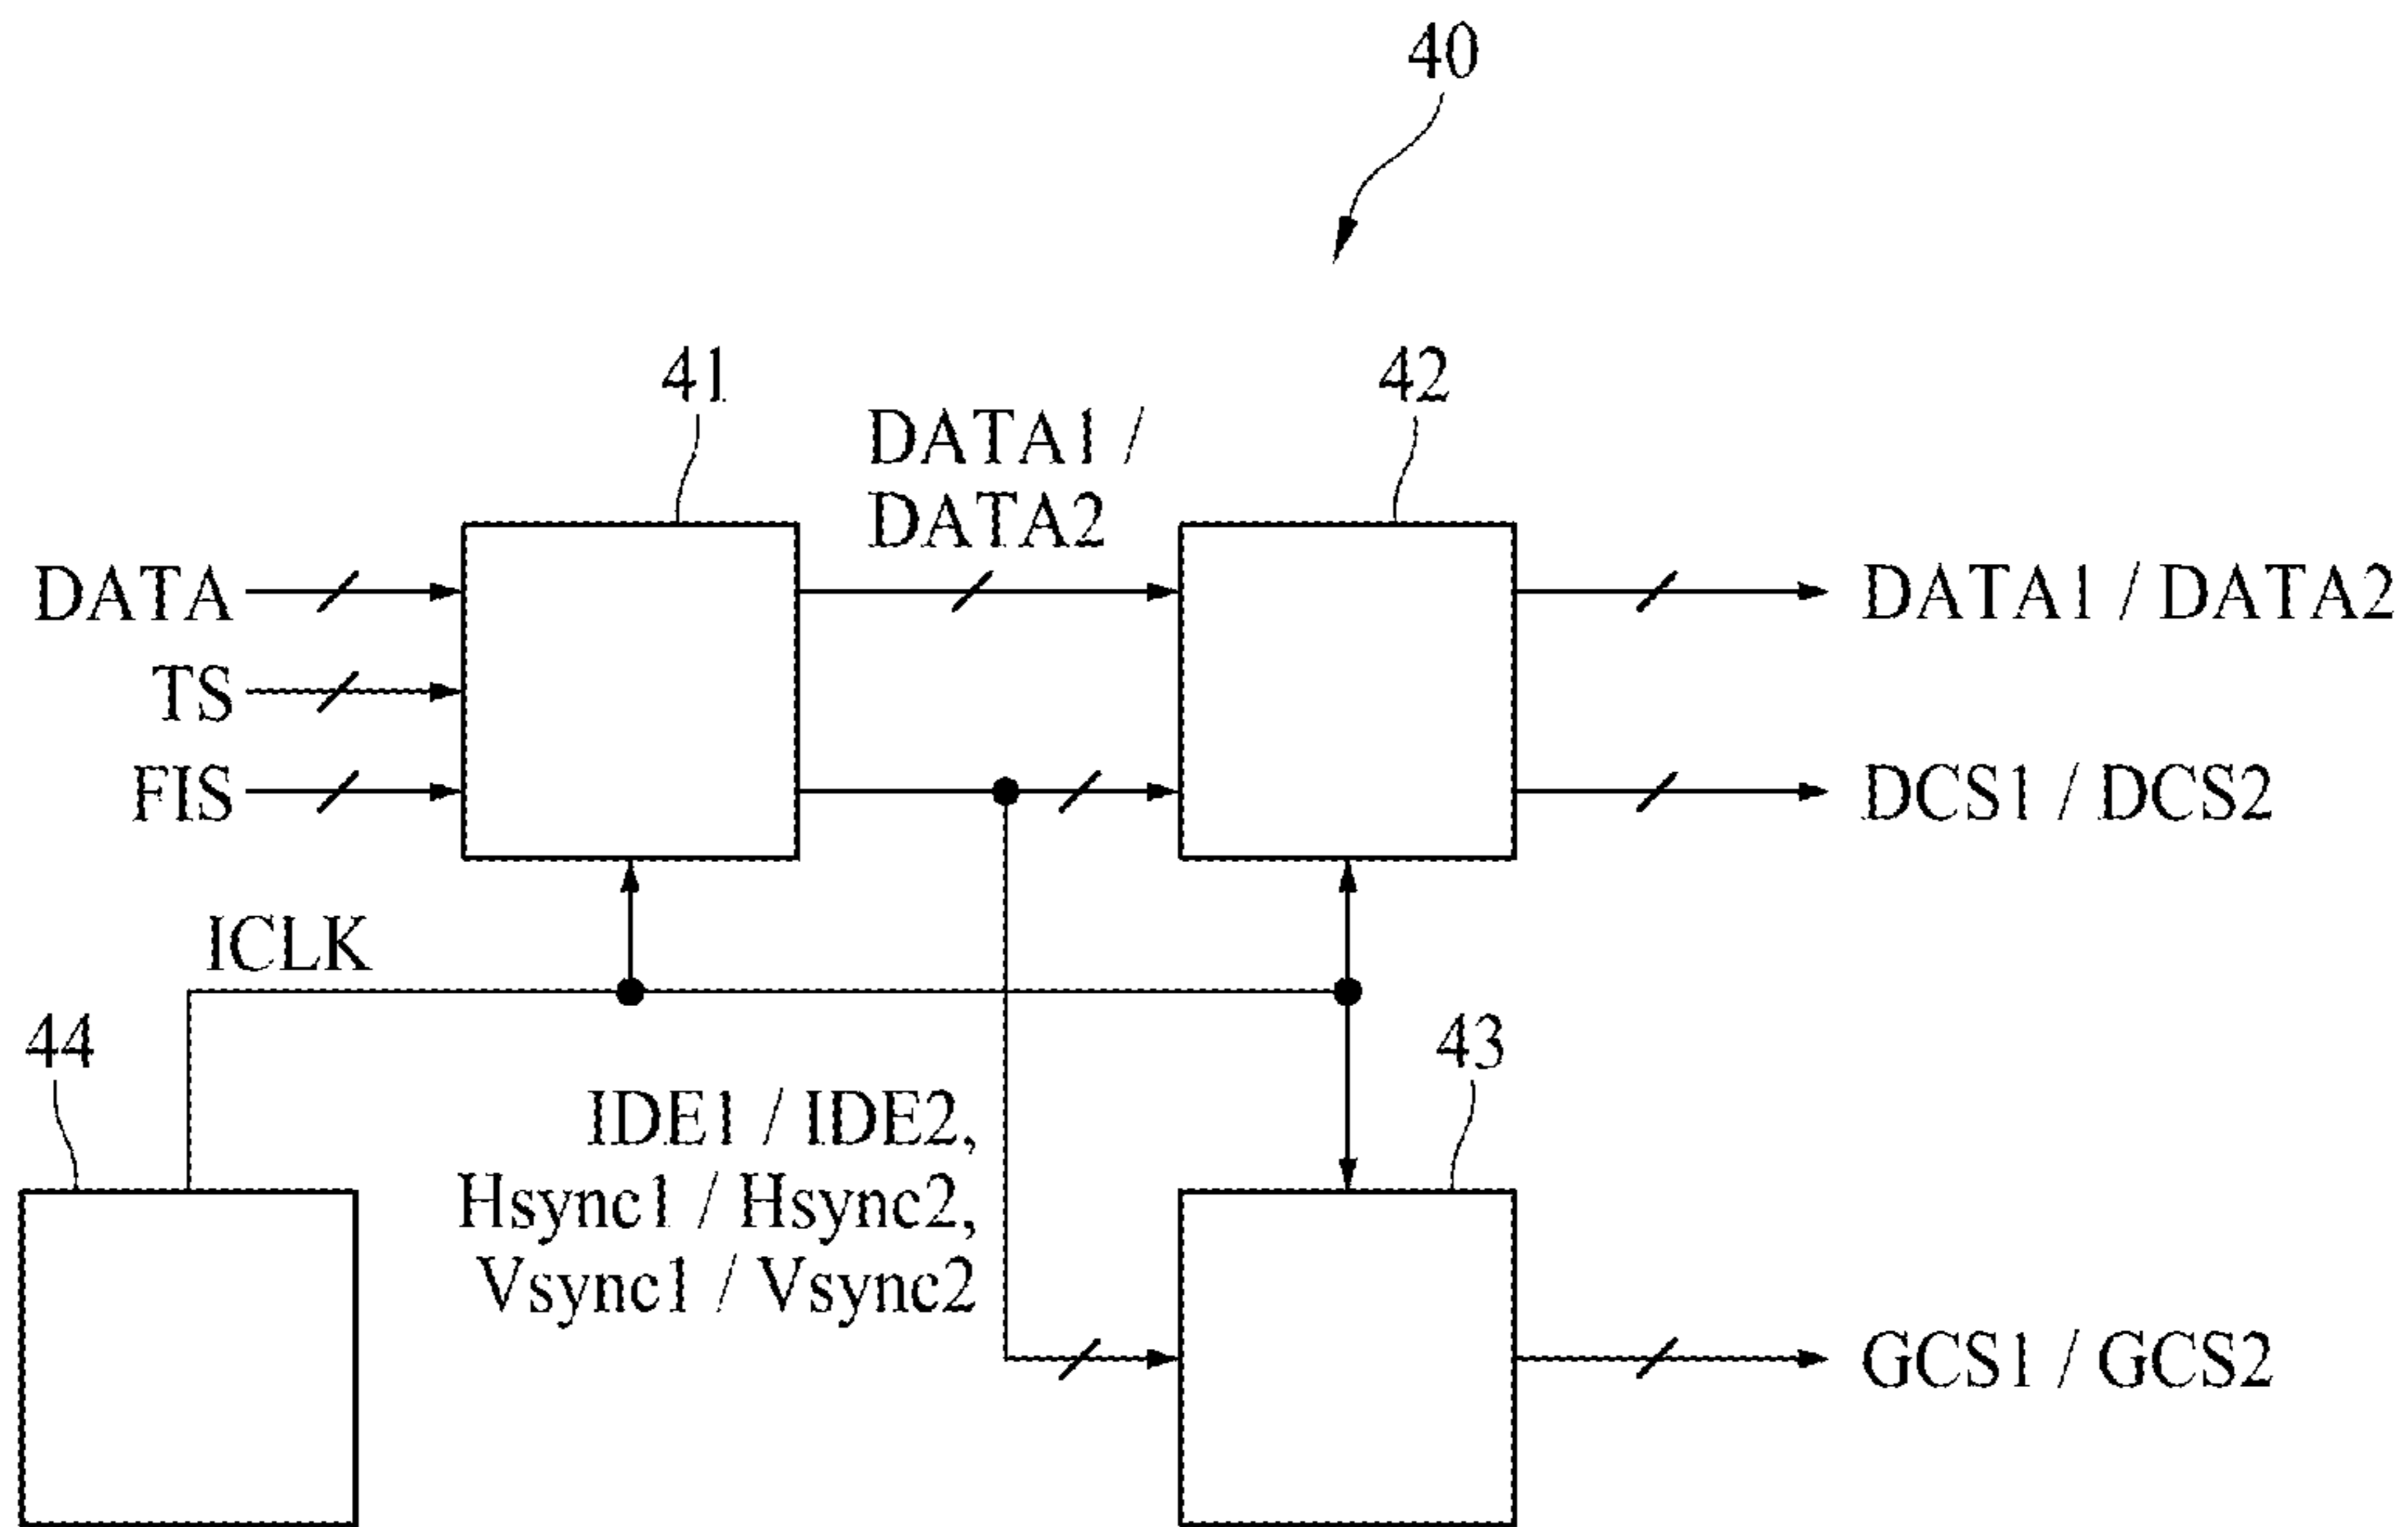 40
41
42
DATA1 /
DATA2
DATA
DATA1 / DATA2
TS
FIS
DCS1 / DCS2
ICLK
44
43
IDE1 / IDE2,
Hsync1 / Hsync2,
Vsync1 / Vsync2
GCS1 / GCS2